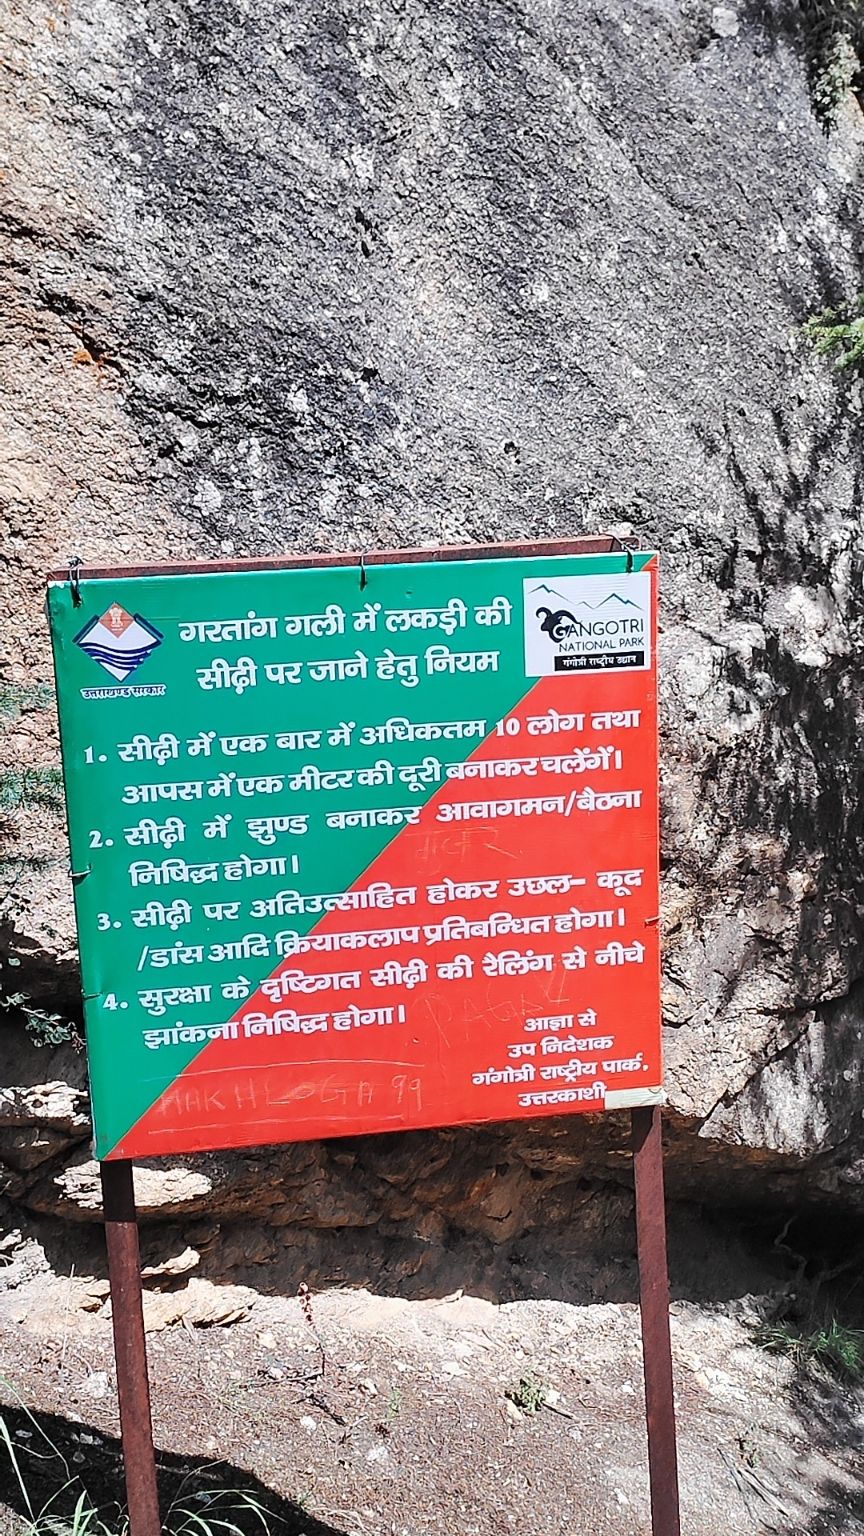 गरतांग गली में लकड़ी की
सीढ़ी पर जाने हेतु नियम
उत्तराखण्ड सरकार
GANGOTRI
NATIONAL PARK
गंगोत्री राष्ट्रीय उद्यान
1. सीढ़ी में एक बार में अधिकतम 10 लोग तथा
आपस में एक मीटर की दूरी बनाकर चलेंगें।
2. सीढ़ी में झुण्ड बनाकर आवागमन/बैठना
निषिद्ध होगा।
3. सीढ़ी पर अतिउत्साहित होकर उछल- कूद
/डांस आदि क्रियाकलाप प्रतिबन्धित होगा।
4. सुरक्षा के दृष्टिगत सीढ़ी की रैलिंग से नीचे
झांकना निषिद्ध होगा।
आज्ञा से
उप निदेशक
गंगोत्री राष्ट्रीय पार्क,
उत्तरकाशी